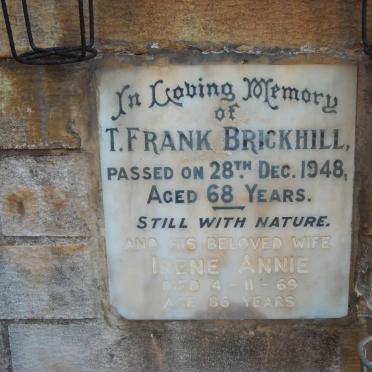 In Loving Memory
of
T. FRANK BRICKHILL,
PASSED ON 28TH DEC. 1948,
AGED 68 YEARS.
STILL WITH NATURE.
AND HIS BELOVED WIFE
IRENE ANNIE
DIED 4-11-69
AGE 86 YEARS